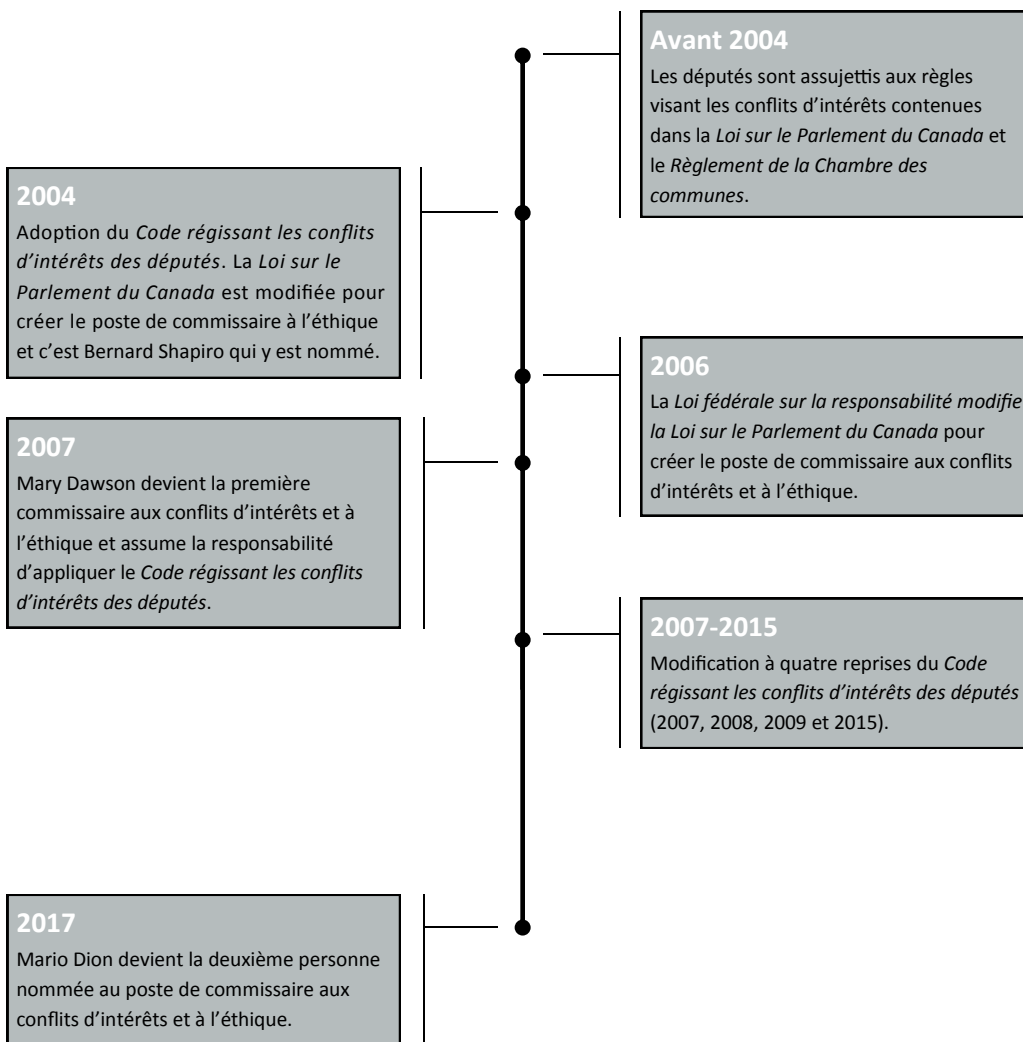 Avant 2004
Les députés sont assujettis aux règles
visant les conflits d'intérêts contenues
dans la Loi sur le Parlement du Canada et
le Règlement de la Chambre des
communes.
2004
Adoption du Code régissant les conflits
d'intérêts des députés. La Loi sur le
Parlement du Canada est modifiée pour
créer le poste de commissaire à l'éthique
et c'est Bernard Shapiro qui y est nommé.
2006
La Loi fédérale sur la responsabilité modifie
la Loi sur le Parlement du Canada pour
créer le poste de commissaire aux conflits
d'intérêts et à l'éthique.
2007
Mary Dawson devient la première
commissaire aux conflits d'intérêts et à
l'éthique et assume la responsabilité
d'appliquer le Code régissant les conflits
d'intérêts des députés.
2007-2015
Modification à quatre reprises du Code
régissant les conflits d'intérêts des députés
(2007, 2008, 2009 et 2015).
2017
Mario Dion devient la deuxième personne
nommée au poste de commissaire aux
conflits d'intérêts et à l'éthique.